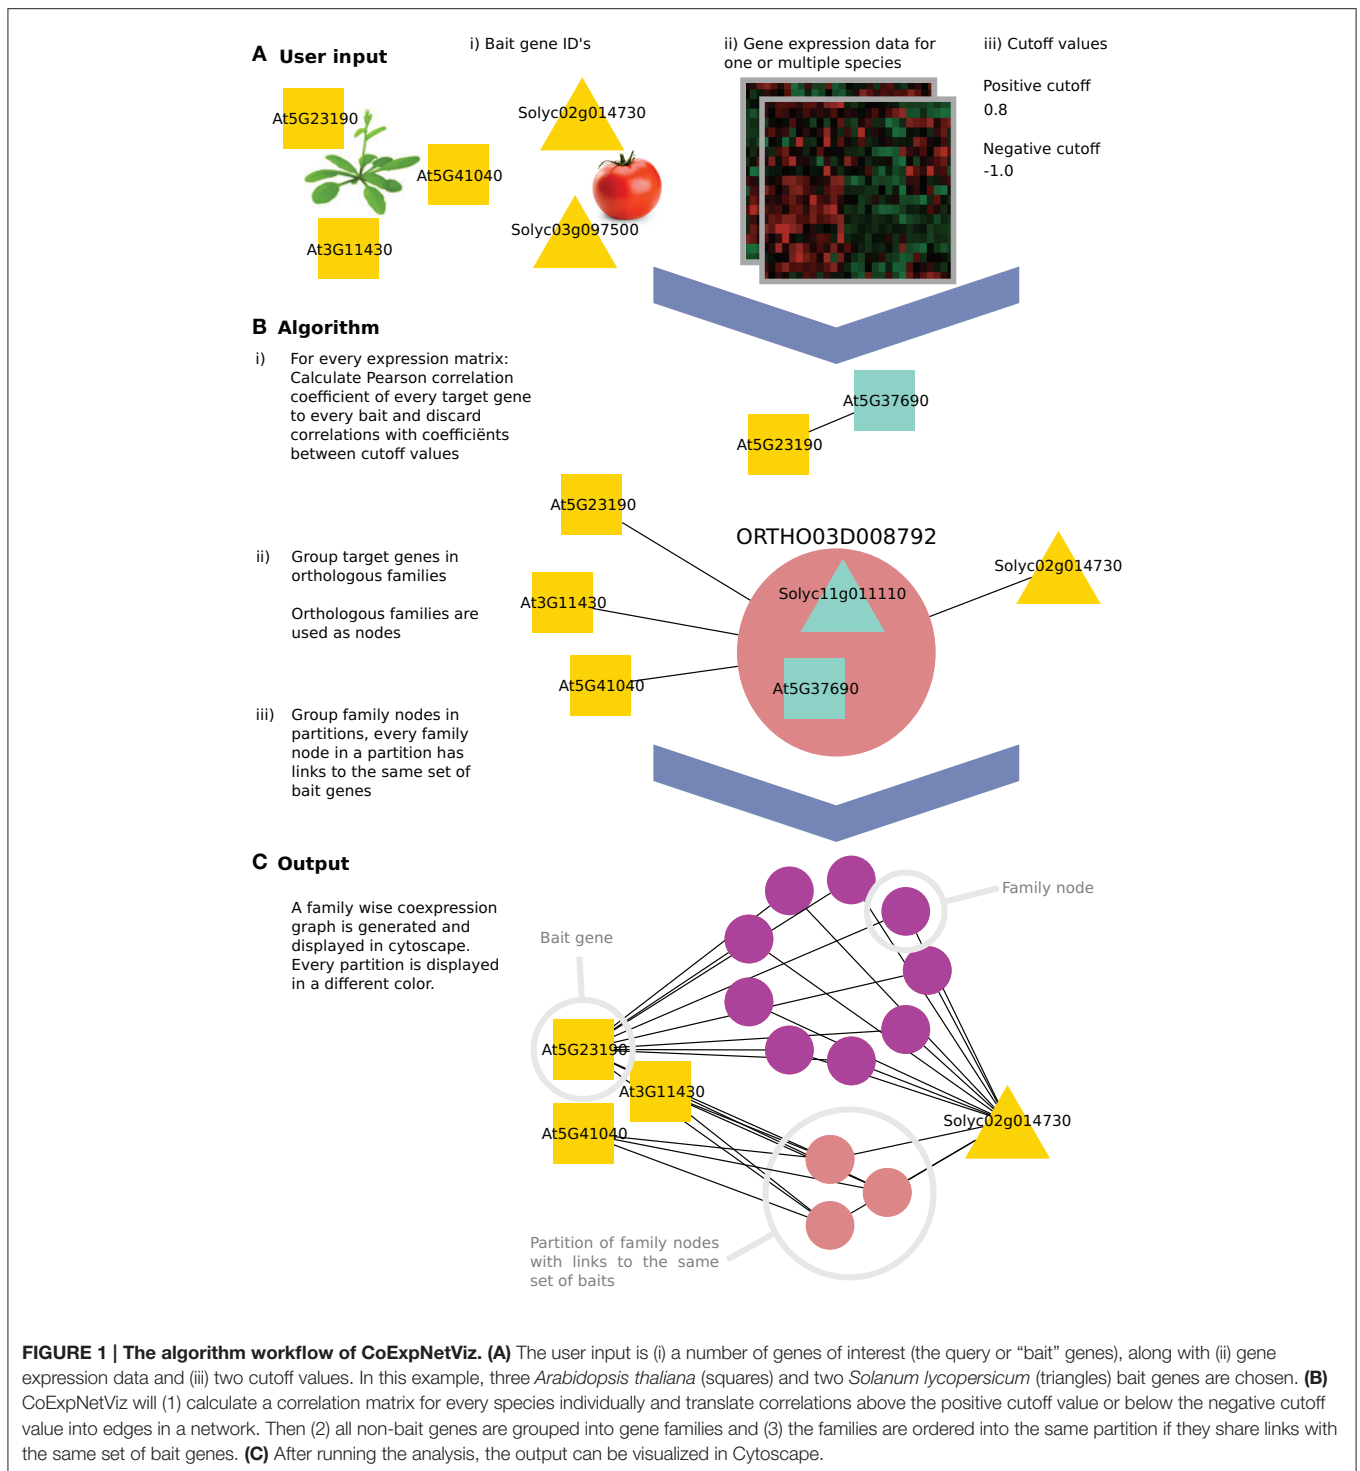 A User input
i) Bait gene ID's
ii) Gene expression data for
one or multiple species
iii) Cutoff values
Positive cutoff
0.8
Negative cutoff
-1.0
At5G23190
At5G41040
At3G11430
Solyc02g014730
Solyc03g097500
B Algorithm
i) For every expression matrix:
Calculate Pearson correlation
coefficient of every target gene
to every bait and discard
correlations with coefficiënts
between cutoff values
At5G37690
At5G23190
ii) Group target genes in
orthologous families
Orthologous families are
used as nodes
At5G23190
At3G11430
At5G41040
ORTHO03D008792
Solyc11g011110
At5G37690
Solyc02g014730
iii) Group family nodes in
partitions, every family
node in a partition has
links to the same set of
bait genes
C Output
A family wise coexpression
graph is generated and
displayed in cytoscape.
Every partition is displayed
in a different color.
Bait gene
Family node
At5G23190
At3G11430
At5G41040
Solyc02g014730
Partition of family nodes
with links to the same
set of baits
FIGURE 1 | The algorithm workflow of CoExpNetViz. (A) The user input is (i) a number of genes of interest (the query or “bait” genes), along with (ii) gene
expression data and (iii) two cutoff values. In this example, three Arabidopsis thaliana (squares) and two Solanum lycopersicum (triangles) bait genes are chosen. (B)
CoExpNetViz will (1) calculate a correlation matrix for every species individually and translate correlations above the positive cutoff value or below the negative cutoff
value into edges in a network. Then (2) all non-bait genes are grouped into gene families and (3) the families are ordered into the same partition if they share links with
the same set of bait genes. (C) After running the analysis, the output can be visualized in Cytoscape.